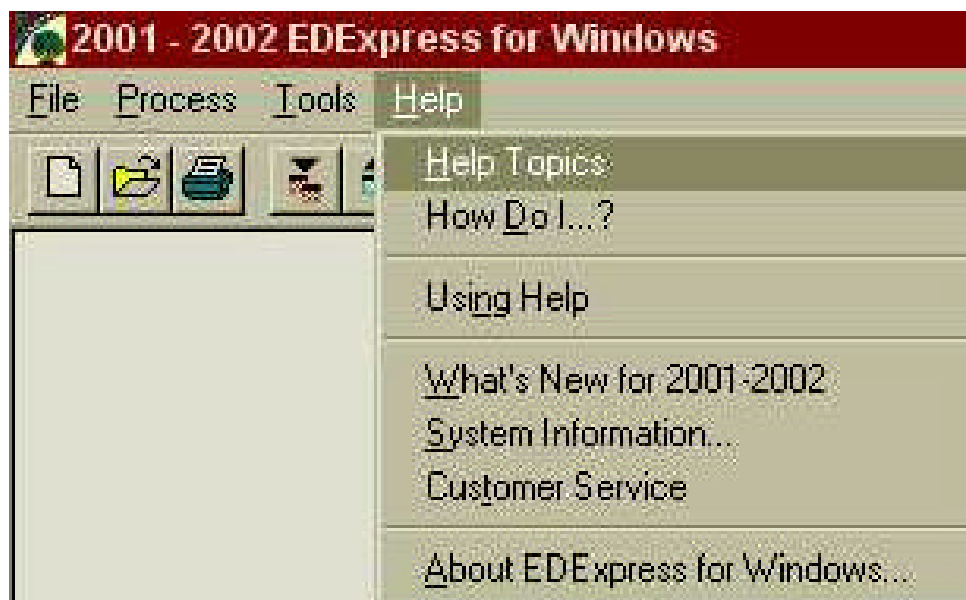 2001 - 2002 EDExpress for Windows
File Process Tools Help
Help Topics
How Do I...?
Using Help
What's New for 2001-2002
System Information...
Customer Service
About EDExpress for Windows...